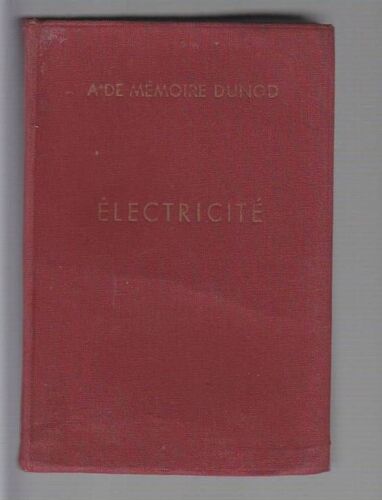 AIDE MÉMOIRE DUNOD
ÉLECTRICITÉ